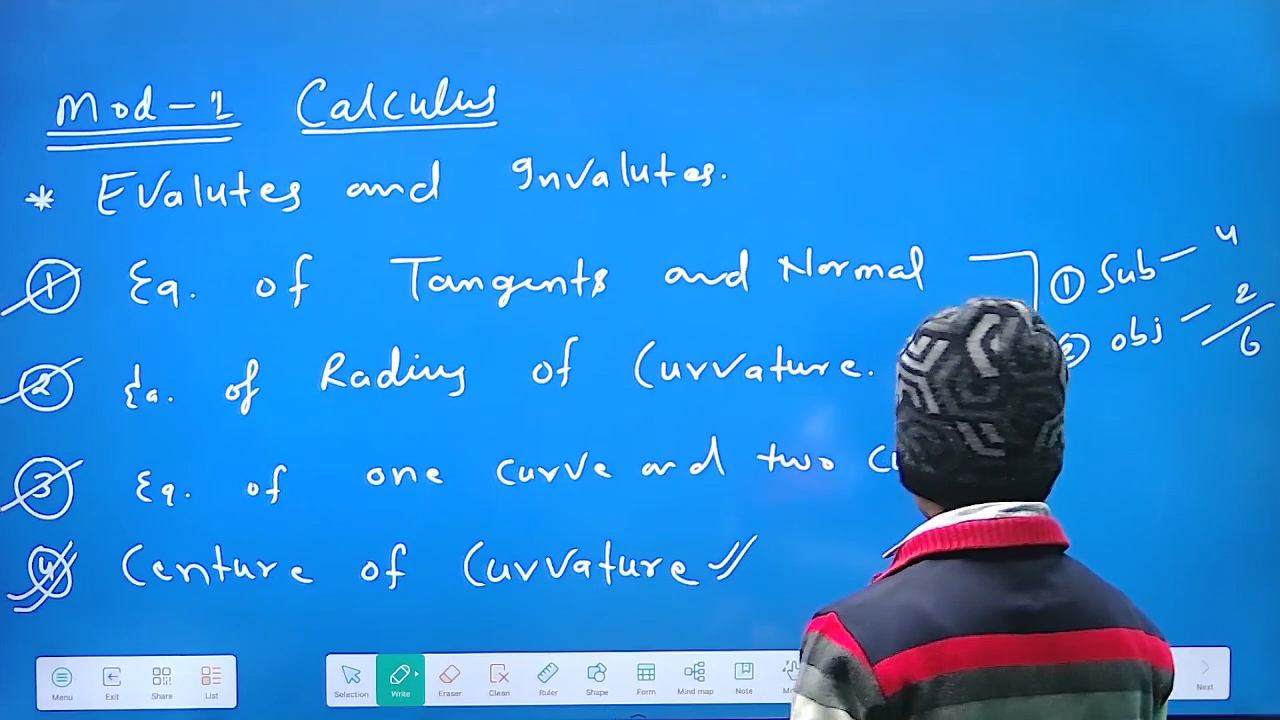 Mod-1 Calculus
* Evalutes and Invalutes.
① Eq. of Tangents and Normal
① Sub - 4
② obj - 2/6
② Eq. of Radius of Curvature.
③ Eq. of one curve and two
④ Centure of Curvature
Menu Exit Share List Selection Write Eraser Clean Ruler Shape Form Mind map Note Next